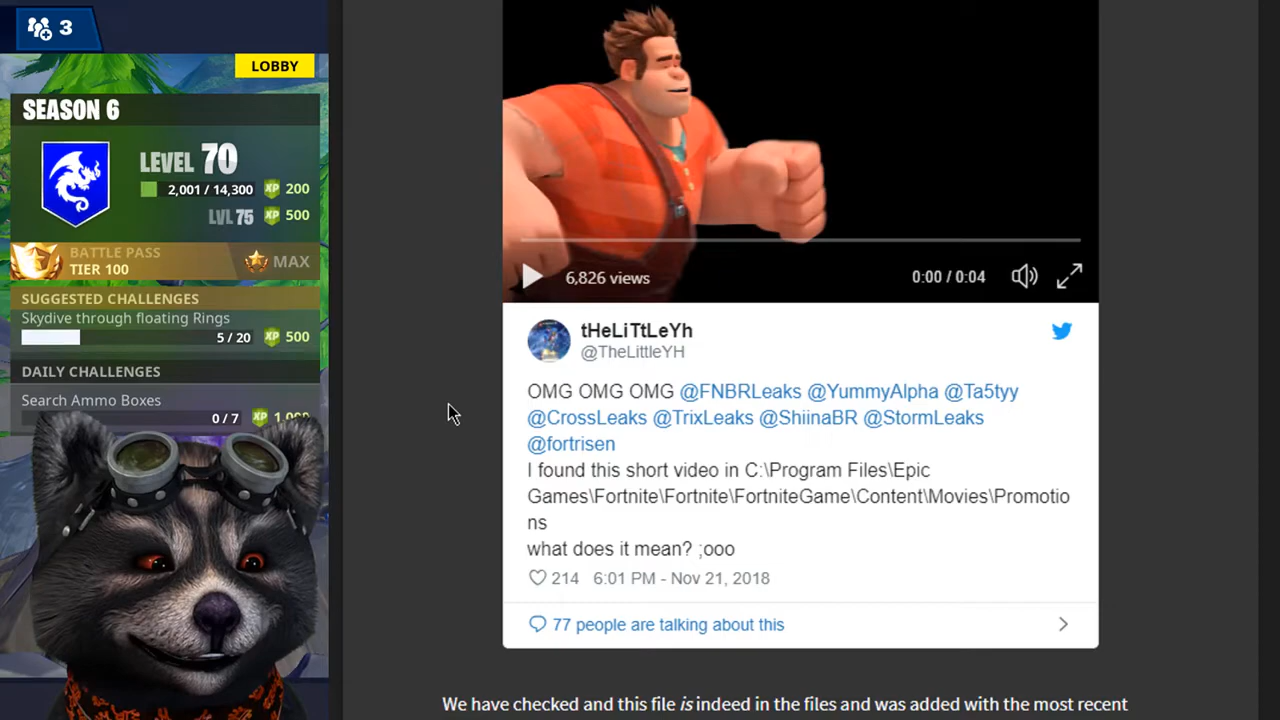 3
LOBBY
SEASON 6
LEVEL 70
2,001 / 14,300 XP 200
LVL 75 XP 500
BATTLE PASS
TIER 100
MAX
SUGGESTED CHALLENGES
Skydive through floating Rings
5 / 20 XP 500
DAILY CHALLENGES
Search Ammo Boxes
0 / 7 XP
6,826 views
0:00 / 0:04
tHeLiTtLeYh
@TheLittleYH
OMG OMG OMG @FNBRLeaks @YummyAlpha @Ta5tyy
@CrossLeaks @TrixLeaks @ShiinaBR @StormLeaks
@fortrisen
I found this short video in C:\Program Files\Epic
Games\Fortnite\Fortnite\FortniteGame\Content\Movies\Promotio
ns
what does it mean? ;ooo
214 6:01 PM - Nov 21, 2018
77 people are talking about this
We have checked and this file is indeed in the files and was added with the most recent